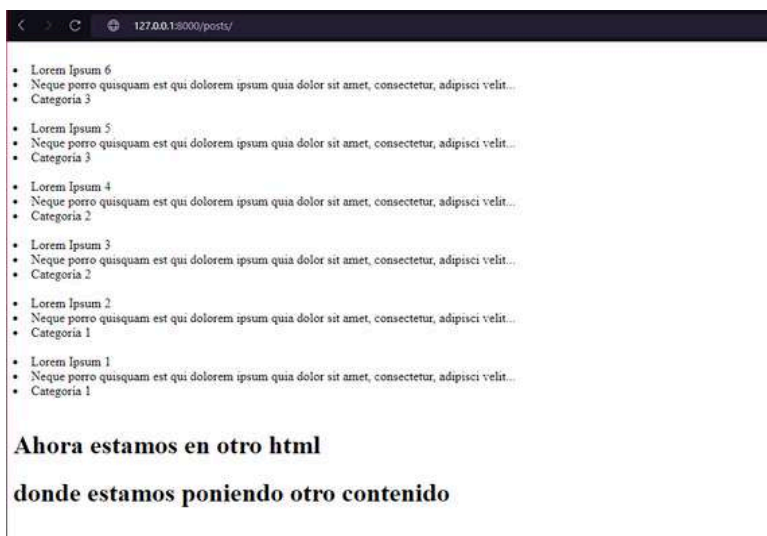 127.0.0.1:8000/posts/
Lorem Ipsum 6
Neque porro quisquam est qui dolorem ipsum quia dolor sit amet, consectetur, adipisci velit...
Categoria 3
Lorem Ipsum 5
Neque porro quisquam est qui dolorem ipsum quia dolor sit amet, consectetur, adipisci velit...
Categoria 3
Lorem Ipsum 4
Neque porro quisquam est qui dolorem ipsum quia dolor sit amet, consectetur, adipisci velit...
Categoria 2
Lorem Ipsum 3
Neque porro quisquam est qui dolorem ipsum quia dolor sit amet, consectetur, adipisci velit...
Categoria 2
Lorem Ipsum 2
Neque porro quisquam est qui dolorem ipsum quia dolor sit amet, consectetur, adipisci velit...
Categoria 1
Lorem Ipsum 1
Neque porro quisquam est qui dolorem ipsum quia dolor sit amet, consectetur, adipisci velit...
Categoria 1
Ahora estamos en otro html
donde estamos poniendo otro contenido